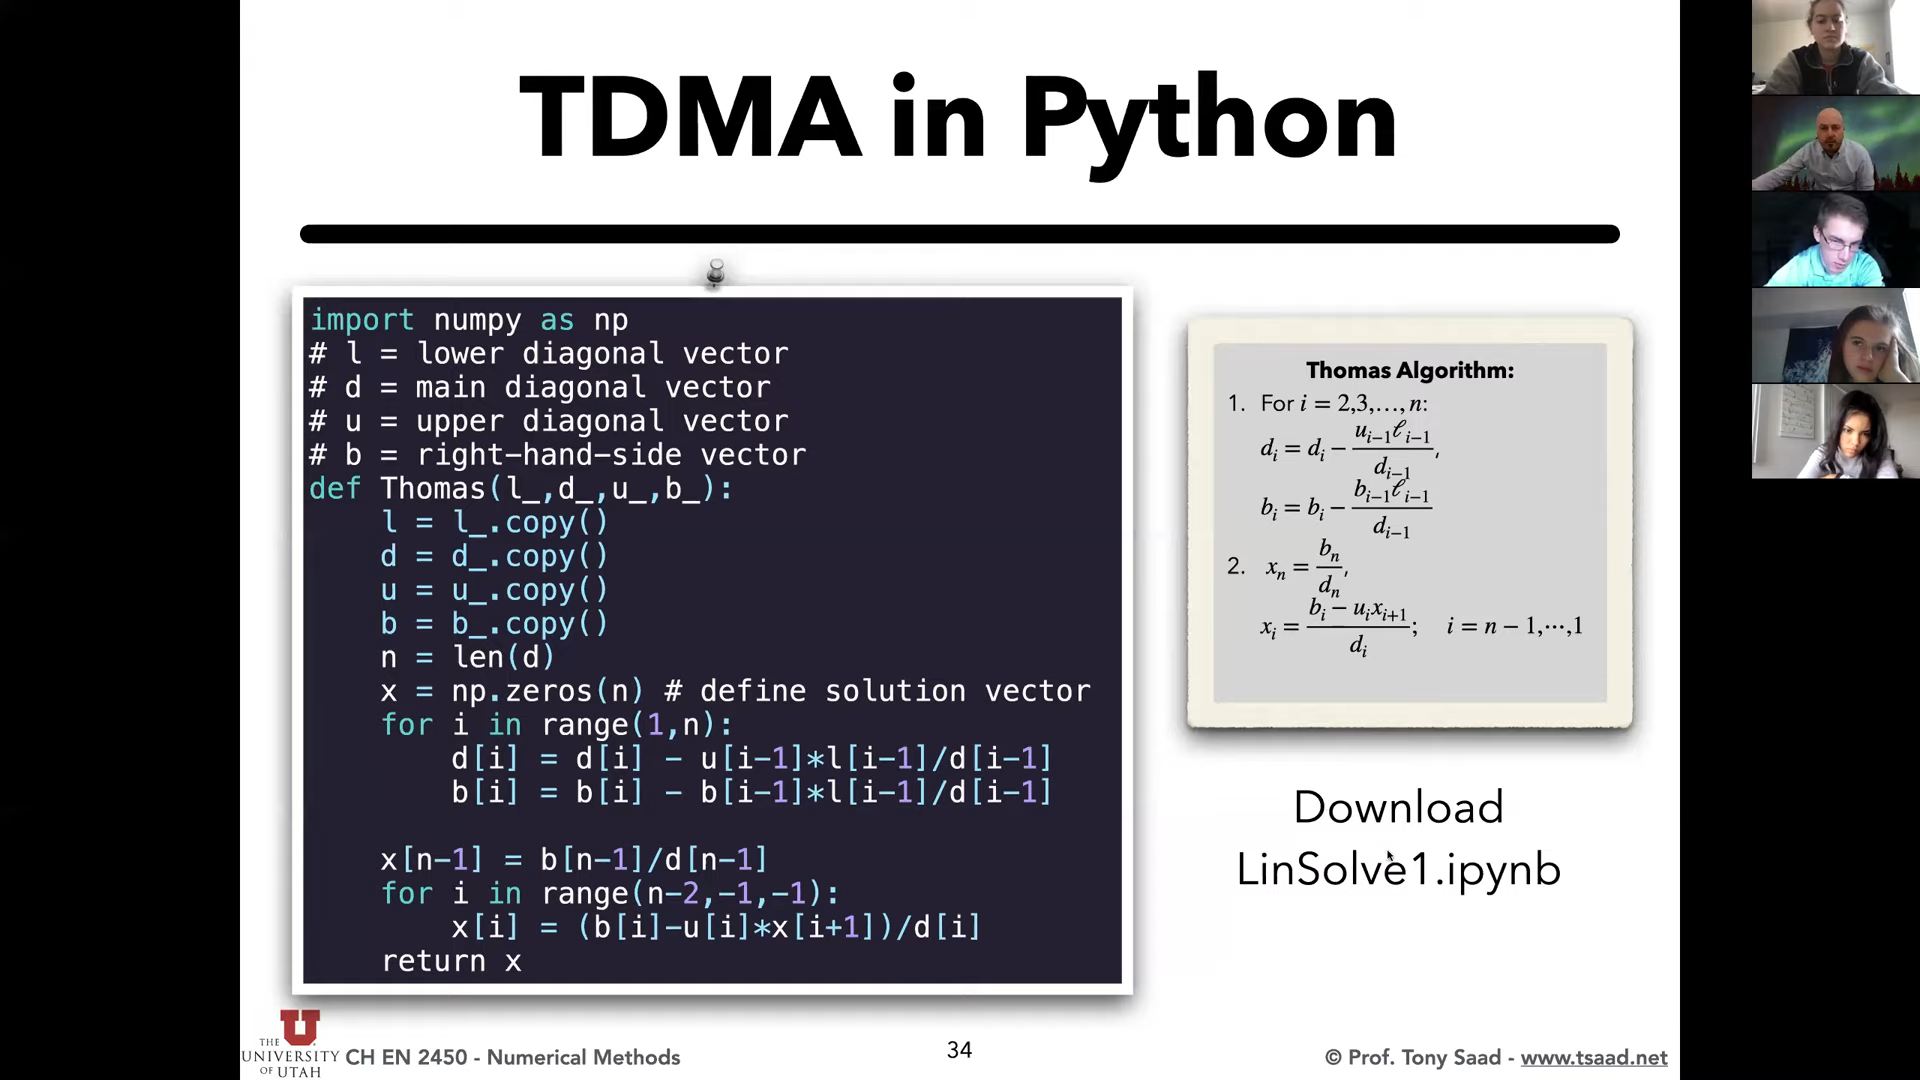 TDMA in Python
import numpy as np
# l = lower diagonal vector
# d = main diagonal vector
# u = upper diagonal vector
# b = right-hand-side vector
def Thomas(l_,d_,u_,b_):
    l = l_.copy()
    d = d_.copy()
    u = u_.copy()
    b = b_.copy()
    n = len(d)
    x = np.zeros(n) # define solution vector
    for i in range(1,n):
        d[i] = d[i] - u[i-1]*l[i-1]/d[i-1]
        b[i] = b[i] - b[i-1]*l[i-1]/d[i-1]
    x[n-1] = b[n-1]/d[n-1]
    for i in range(n-2,-1,-1):
        x[i] = (b[i]-u[i]*x[i+1])/d[i]
    return x
Thomas Algorithm:
1. For i = 2,3,…,n:
d_i = d_i − u_{i−1}ℓ_{i−1}/d_{i−1},
b_i = b_i − b_{i−1}ℓ_{i−1}/d_{i−1}
2. x_n = b_n/d_n,
x_i = (b_i − u_i x_{i+1})/d_i; i = n − 1,⋯,1
Download
LinSolve1.ipynb
THE
UNIVERSITY
OF UTAH
CH EN 2450 - Numerical Methods
34
© Prof. Tony Saad - www.tsaad.net